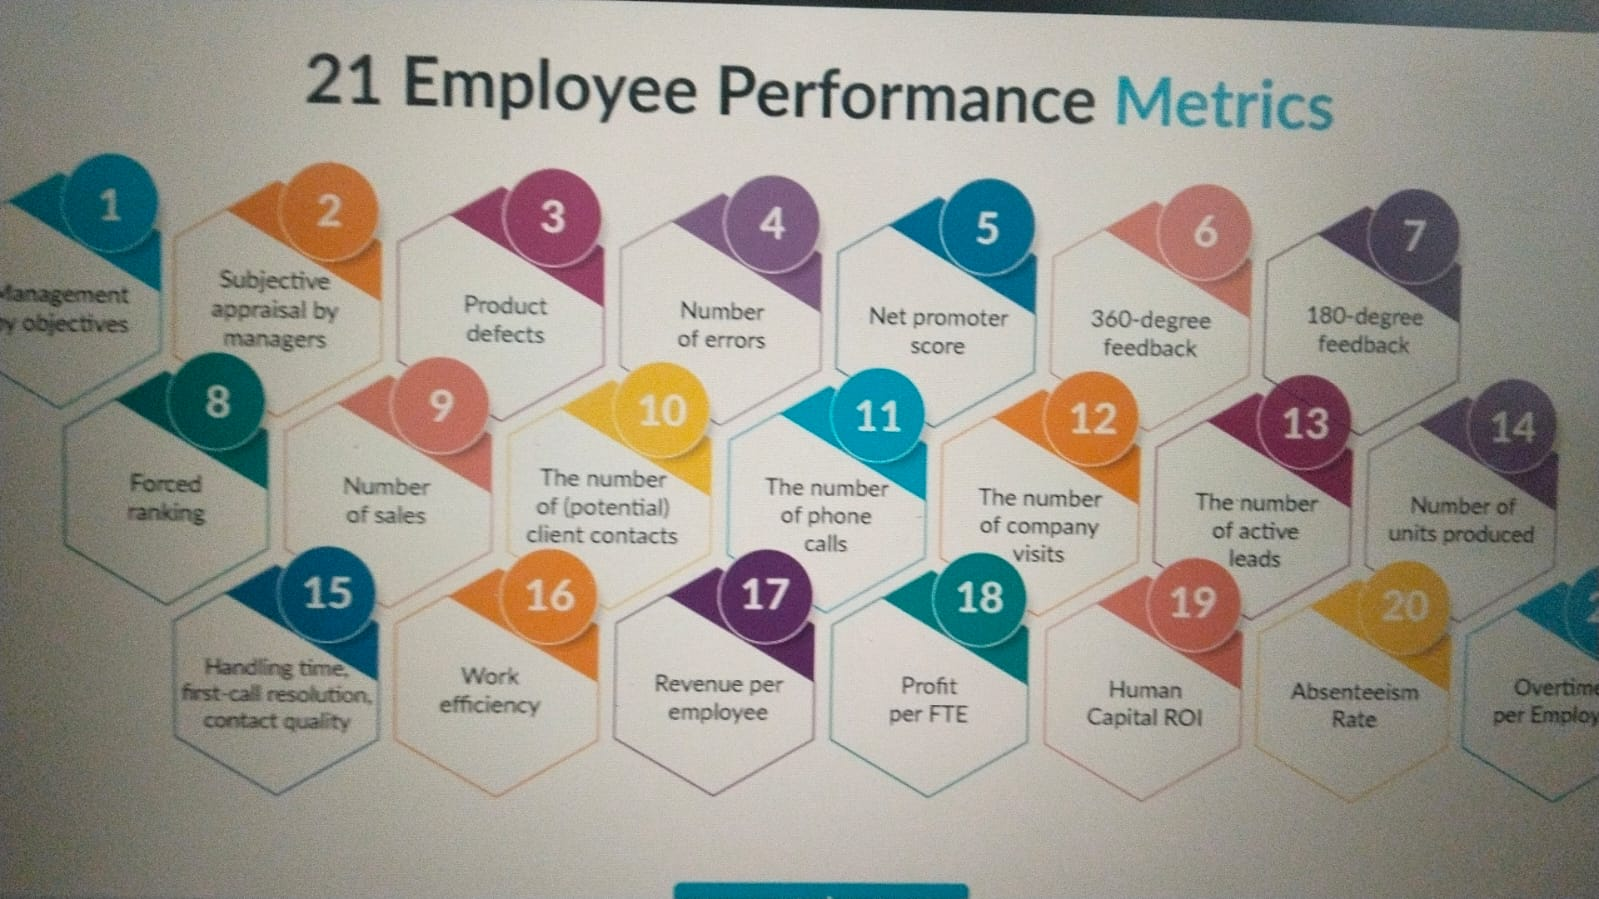 21 Employee Performance Metrics
1
Management
by objectives
2
Subjective
appraisal by
managers
3
Product
defects
4
Number
of errors
5
Net promoter
score
6
360-degree
feedback
7
180-degree
feedback
8
Forced
ranking
9
Number
of sales
10
The number
of (potential)
client contacts
11
The number
of phone
calls
12
The number
of company
visits
13
The number
of active
leads
14
Number of
units produced
15
Handling time,
first-call resolution,
contact quality
16
Work
efficiency
17
Revenue per
employee
18
Profit
per FTE
19
Human
Capital ROI
20
Absenteeism
Rate
2
Overtime
per Employ